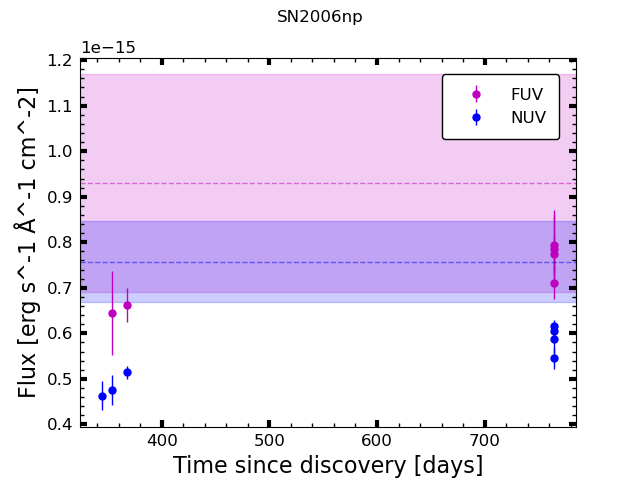 SN2006np
1e−15
1.2
1.1
1.0
0.9
0.8
0.7
0.6
0.5
0.4
Flux [erg s^-1 Å^-1 cm^-2]
FUV
NUV
400
500
600
700
Time since discovery [days]